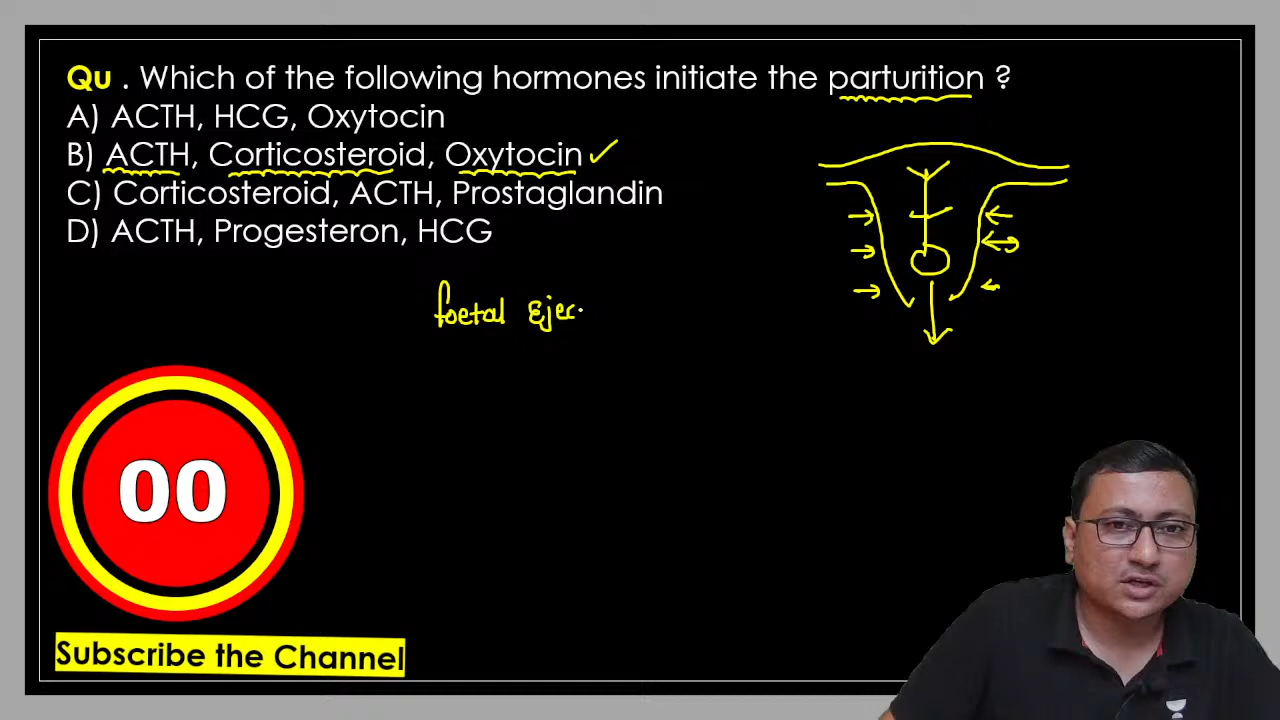 Qu . Which of the following hormones initiate the parturition ?
A) ACTH, HCG, Oxytocin
B) ACTH, Corticosteroid, Oxytocin
C) Corticosteroid, ACTH, Prostaglandin
D) ACTH, Progesteron, HCG
foetal Ejec
00
Subscribe the Channel